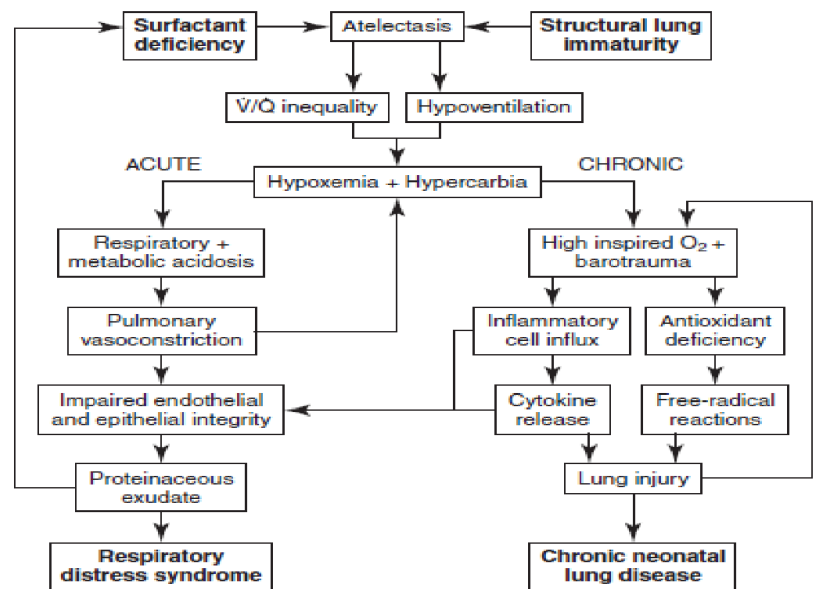 Surfactant
deficiency
Atelectasis
Structural lung
immaturity
V̇/Q̇ inequality
Hypoventilation
ACUTE
CHRONIC
Hypoxemia + Hypercarbia
Respiratory +
metabolic acidosis
High inspired O₂ +
barotrauma
Pulmonary
vasoconstriction
Inflammatory
cell influx
Antioxidant
deficiency
Impaired endothelial
and epithelial integrity
Cytokine
release
Free-radical
reactions
Proteinaceous
exudate
Lung injury
Respiratory
distress syndrome
Chronic neonatal
lung disease